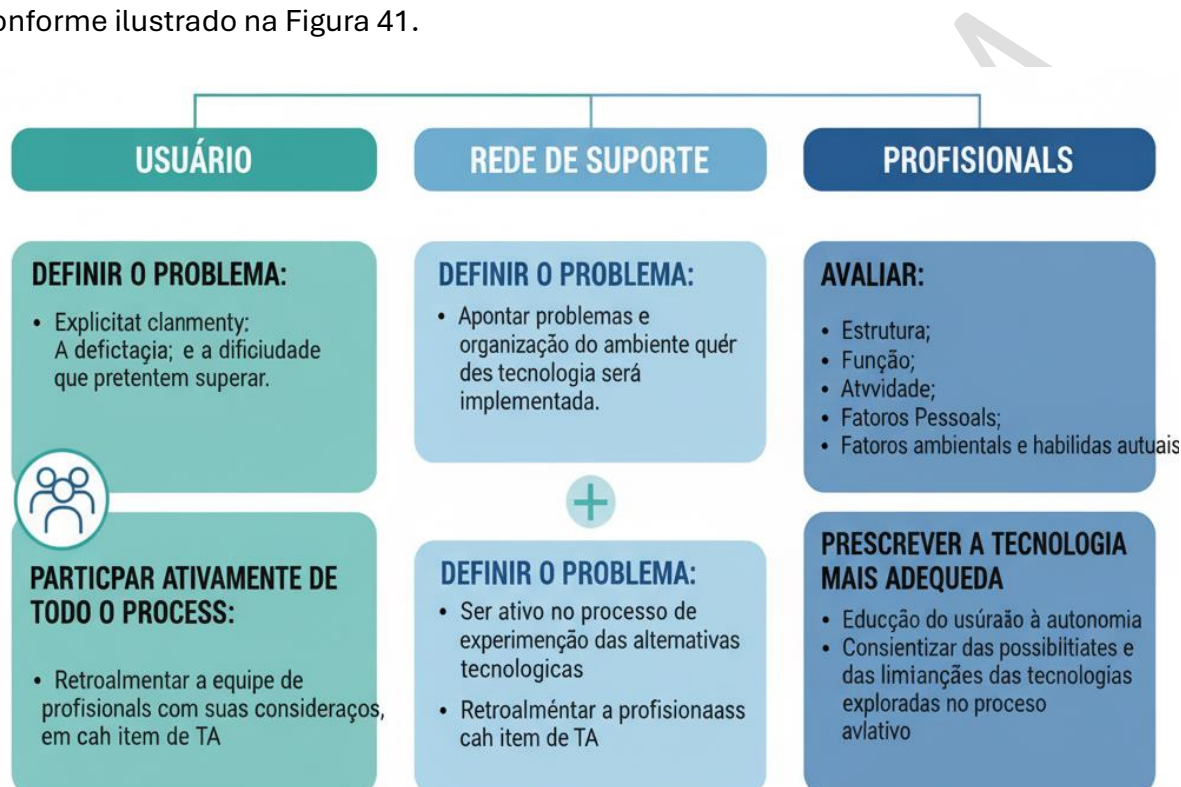 onforme ilustrado na Figura 41.
USUÁRIO
DEFINIR O PROBLEMA:
• Explicitat clanmenty:
A defictaçia; e a dificiudade
que pretentem superar.
PARTICPAR ATIVAMENTE DE
TODO O PROCESS:
• Retroalmentar a equipe de
profisionals com suas consideraços,
em cah item de TA
REDE DE SUPORTE
DEFINIR O PROBLEMA:
• Apontar problemas e
organização do ambiente quér
des tecnologia será
implementada.
+
DEFINIR O PROBLEMA:
• Ser ativo no processo de
experimenção das alternativas
tecnologicas
• Retroalméntar a profisionaass
cah item de TA
PROFISIONALS
AVALIAR:
• Estrutura;
• Função;
• Atvvidade;
• Fatoros Pessoals;
• Fatoros ambientals e habilidas autuais
PRESCREVER A TECNOLOGIA
MAIS ADEQUEDA
• Educção do usúraão à autonomia
• Consientizar das possibiltiates e
das limiançães das tecnologias
exploradas no proceso
avlativo